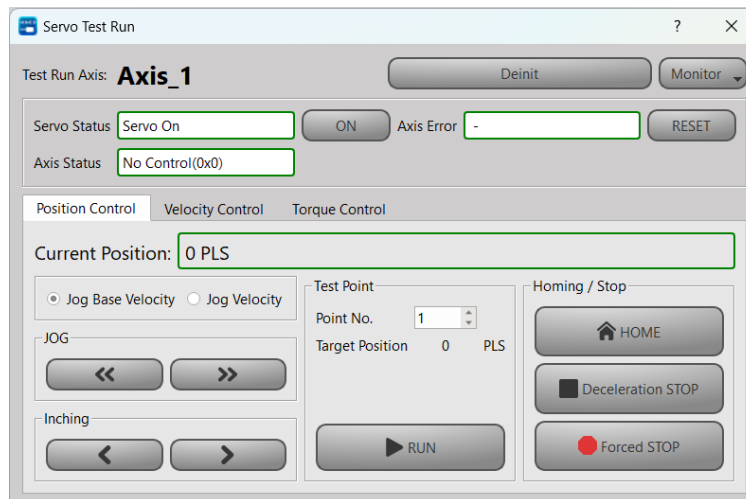 Servo Test Run
?
Test Run Axis: Axis_1
Deinit
Monitor
Servo Status
Servo On
ON
Axis Error
-
RESET
Axis Status
No Control(0x0)
Position Control
Velocity Control
Torque Control
Current Position: 0 PLS
Jog Base Velocity
Jog Velocity
JOG
Inching
Test Point
Point No.
1
Target Position 0 PLS
RUN
Homing / Stop
HOME
Deceleration STOP
Forced STOP